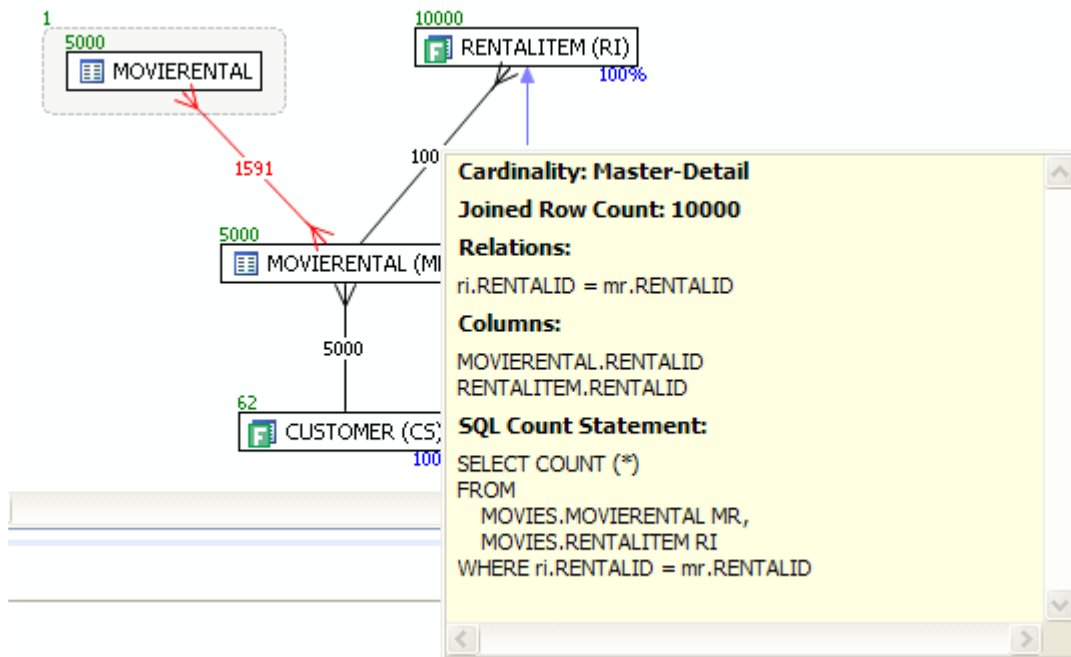 1
5000
MOVIERENTAL
10000
RENTALITEM (RI)
100%
1591
100
5000
MOVIERENTAL (M
5000
62
CUSTOMER (CS)
100
Cardinality: Master-Detail
Joined Row Count: 10000
Relations:
ri.RENTALID = mr.RENTALID
Columns:
MOVIERENTAL.RENTALID
RENTALITEM.RENTALID
SQL Count Statement:
SELECT COUNT (*)
FROM
MOVIES.MOVIERENTAL MR,
MOVIES.RENTALITEM RI
WHERE ri.RENTALID = mr.RENTALID